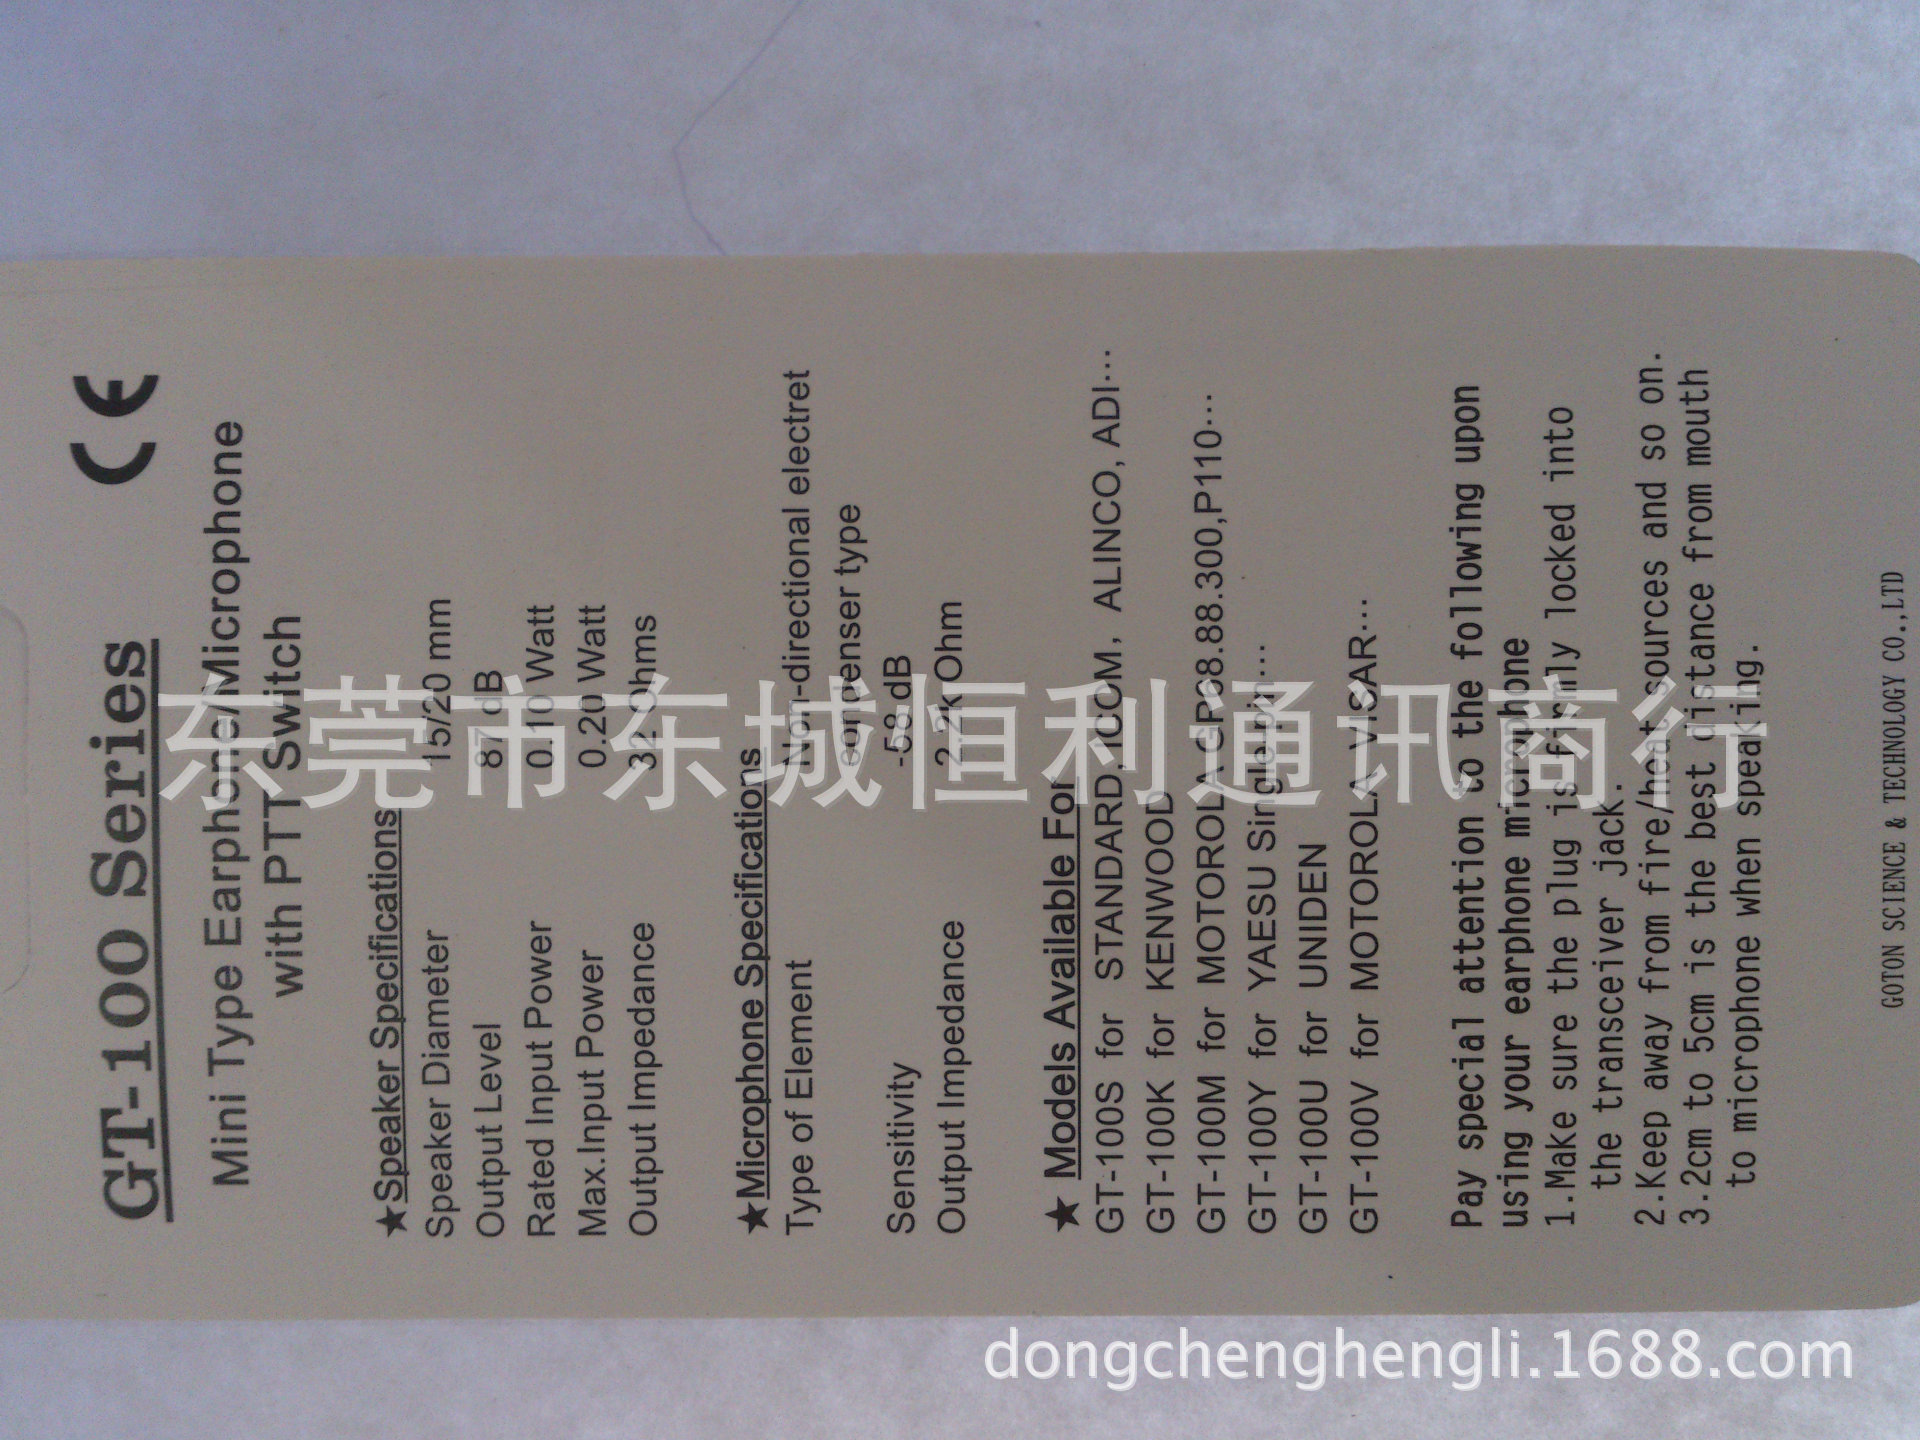 GT-100 Series CE
Mini Type Earphone/Microphone
with PTT Switch
★Speaker Specifications
Speaker Diameter 15/20 mm
Output Level 87 dB
Rated Input Power 0.10 Watt
Max.Input Power 0.20 Watt
Output Impedance 32 Ohms
★Microphone Specifications
Type of Element Non-directional electret
condenser type
Sensitivity -58 dB
Output Impedance 2.2k Ohm
★ Models Available For
GT-100S for STANDARD, ICOM, ALINCO, ADI…
GT-100K for KENWOOD
GT-100M for MOTOROLA GP68.88.300,P110…
GT-100Y for YAESU Single pin…
GT-100U for UNIDEN
GT-100V for MOTOROLA VISAR…
Pay special attention to the following upon
using your earphone microphone
1.Make sure the plug is firmly locked into
the transceiver jack.
2.Keep away from fire/heat sources and so on.
3.2cm to 5cm is the best distance from mouth
to microphone when speaking.
GOTON SCIENCE & TECHNOLOGY CO.,LTD
东莞市东城恒利通讯商行
dongchenghengli.1688.com